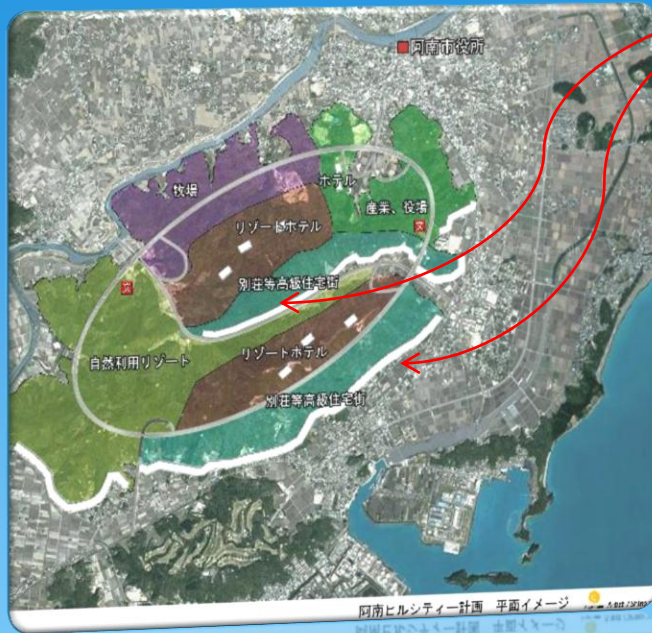 阿南市役所
牧場
ホテル
産業、役場
リゾートホテル
文
文
別荘等高級住宅街
自然利用リゾート
リゾートホテル
別荘等高級住宅街
阿南ヒルシティー計画 平面イメージ